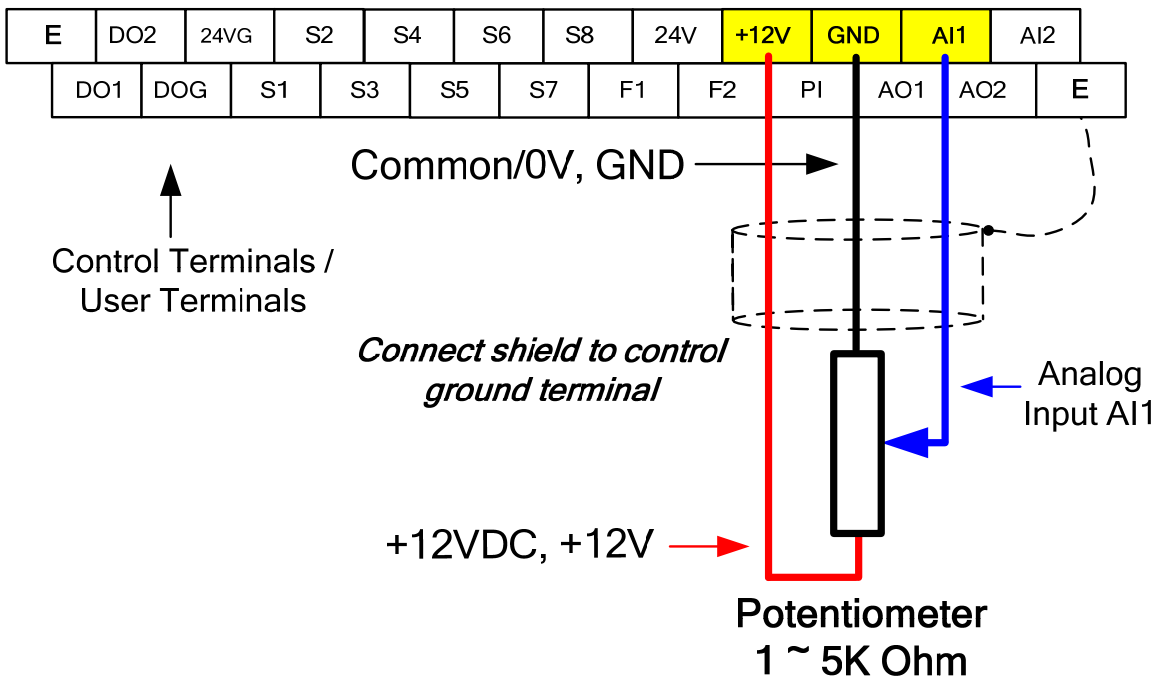 E DO2 24VG S2 S4 S6 S8 24V +12V GND AI1 AI2
DO1 DOG S1 S3 S5 S7 F1 F2 PI AO1 AO2 E
Common/0V, GND
Control Terminals /
User Terminals
Connect shield to control
ground terminal
Analog
Input AI1
+12VDC, +12V
Potentiometer
1 ~ 5K Ohm